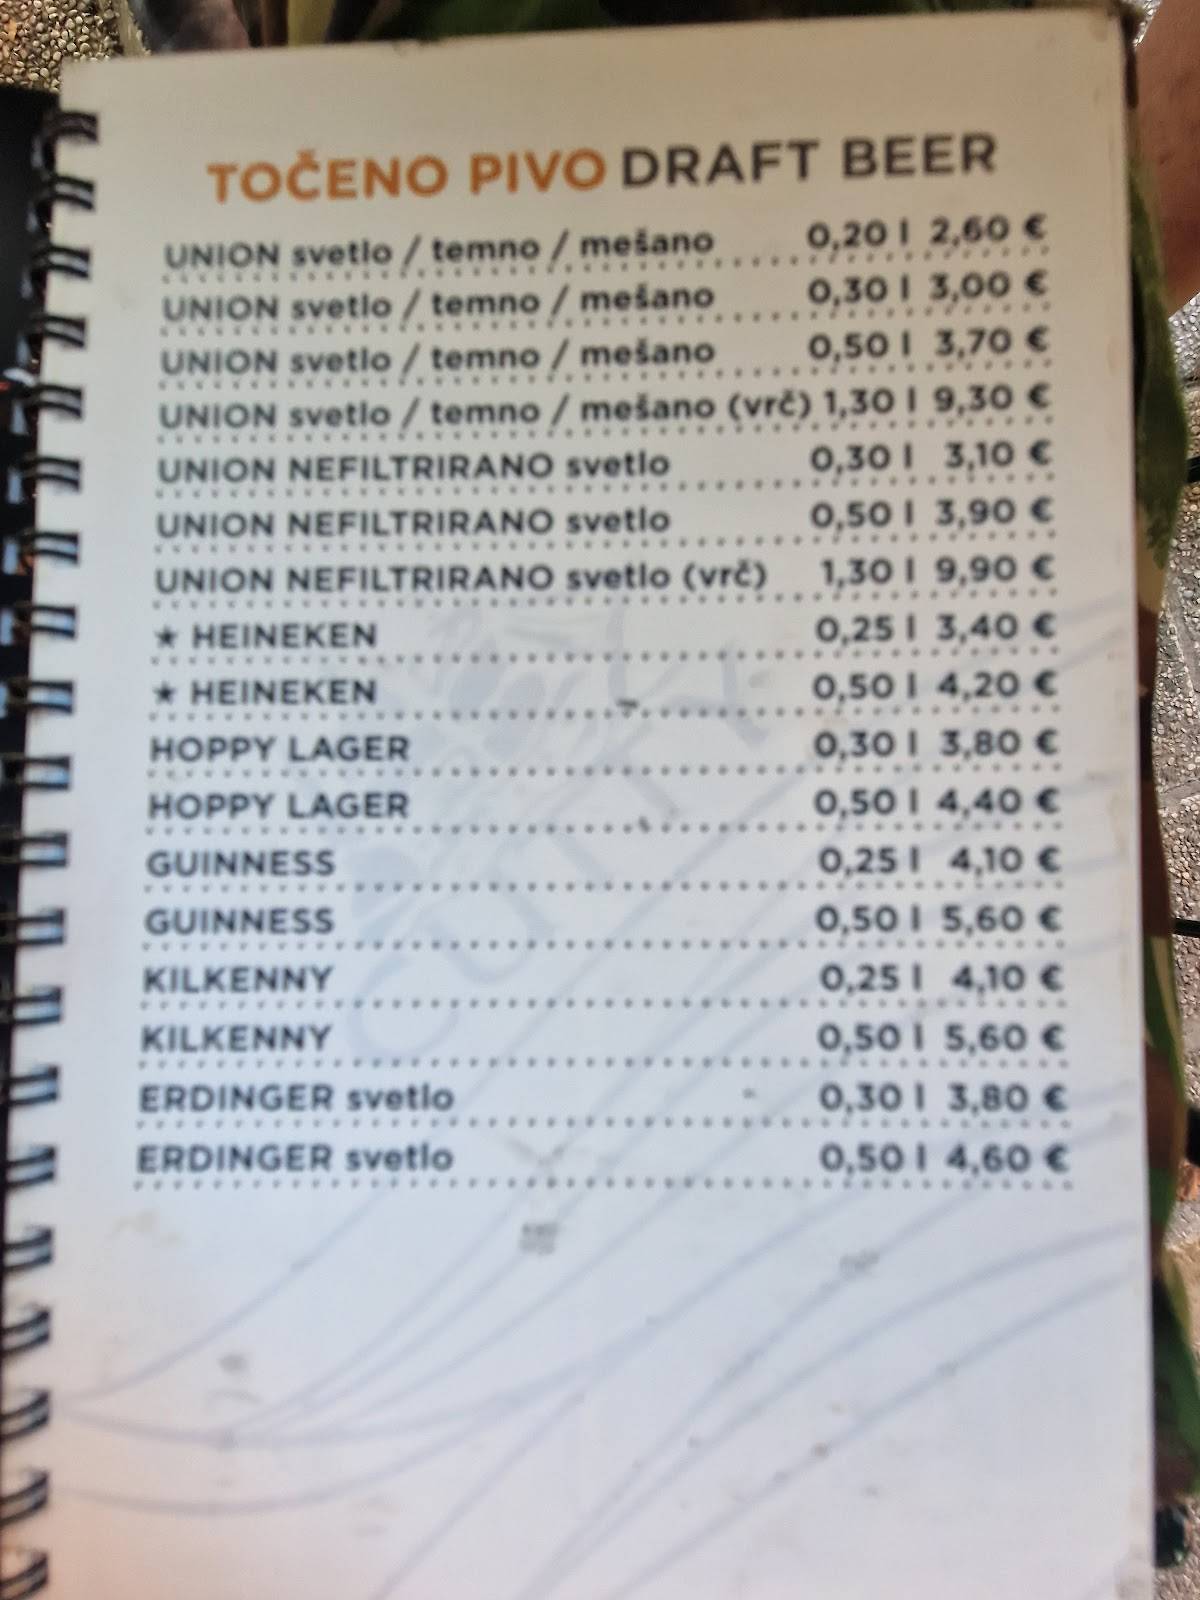 TOČENO PIVO DRAFT BEER
UNION svetlo / temno / mešano 0,20 l 2,60 €
UNION svetlo / temno / mešano 0,30 l 3,00 €
UNION svetlo / temno / mešano 0,50 l 3,70 €
UNION svetlo / temno / mešano (vrč) 1,30 l 9,30 €
UNION NEFILTRIRANO svetlo 0,30 l 3,10 €
UNION NEFILTRIRANO svetlo 0,50 l 3,90 €
UNION NEFILTRIRANO svetlo (vrč) 1,30 l 9,90 €
★ HEINEKEN 0,25 l 3,40 €
★ HEINEKEN 0,50 l 4,20 €
HOPPY LAGER 0,30 l 3,80 €
HOPPY LAGER 0,50 l 4,40 €
GUINNESS 0,25 l 4,10 €
GUINNESS 0,50 l 5,60 €
KILKENNY 0,25 l 4,10 €
KILKENNY 0,50 l 5,60 €
ERDINGER svetlo 0,30 l 3,80 €
ERDINGER svetlo 0,50 l 4,60 €
CUTTY